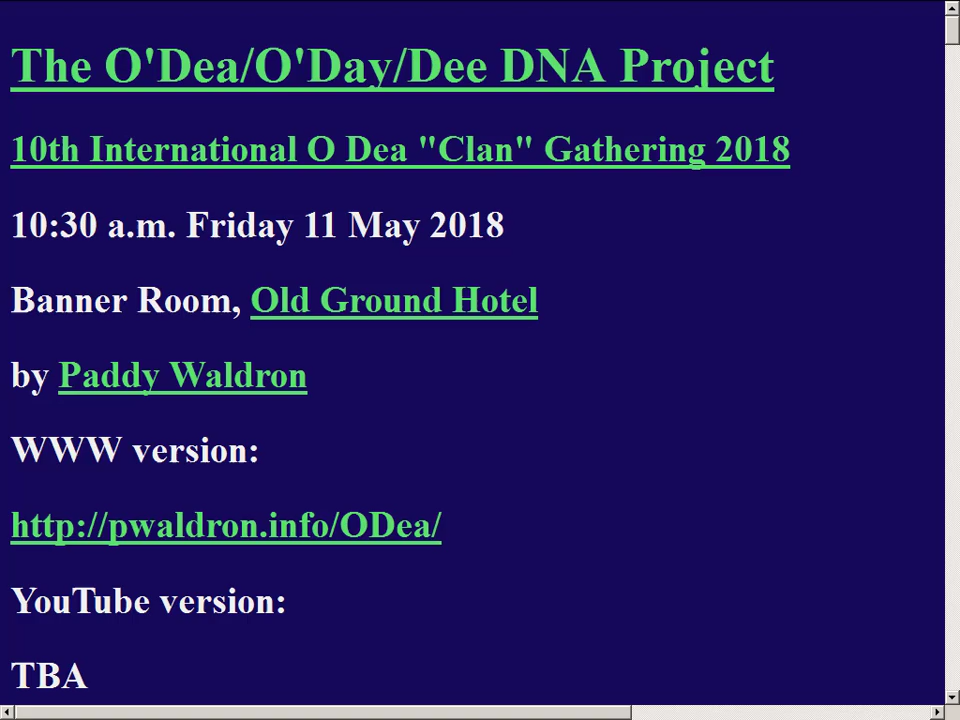 The O'Dea/O'Day/Dee DNA Project
10th International O Dea "Clan" Gathering 2018
10:30 a.m. Friday 11 May 2018
Banner Room, Old Ground Hotel
by Paddy Waldron
WWW version:
http://pwaldron.info/ODea/
YouTube version:
TBA